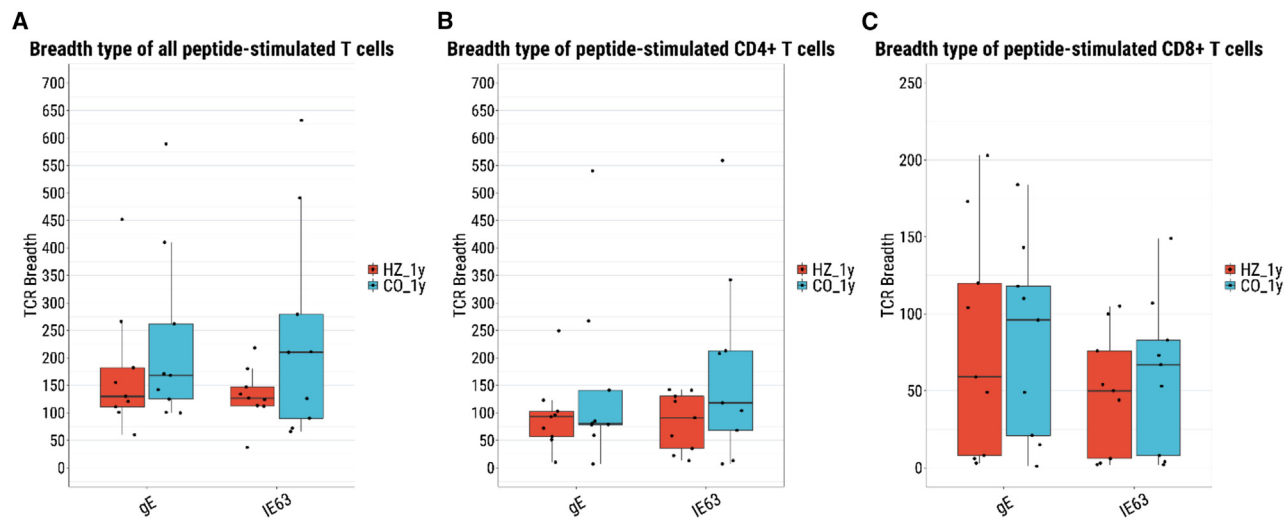 A
Breadth type of all peptide-stimulated T cells
TCR Breadth
700
650
600
550
500
450
400
350
300
250
200
150
100
50
0
gE
IE63
HZ_1y
CO_1y
B
Breadth type of peptide-stimulated CD4+ T cells
TCR Breadth
700
650
600
550
500
450
400
350
300
250
200
150
100
50
0
gE
IE63
HZ_1y
CO_1y
C
Breadth type of peptide-stimulated CD8+ T cells
TCR Breadth
250
200
150
100
50
0
gE
IE63
HZ_1y
CO_1y